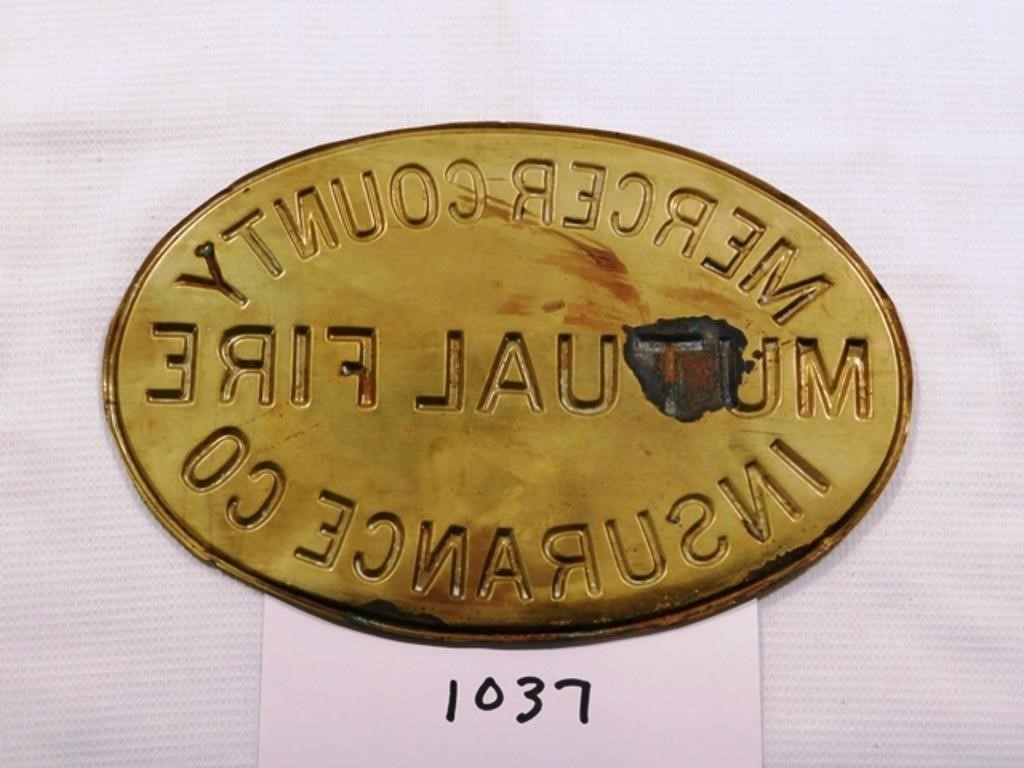 MERCER COUNTY
MUTUAL FIRE
INSURANCE CO
1037